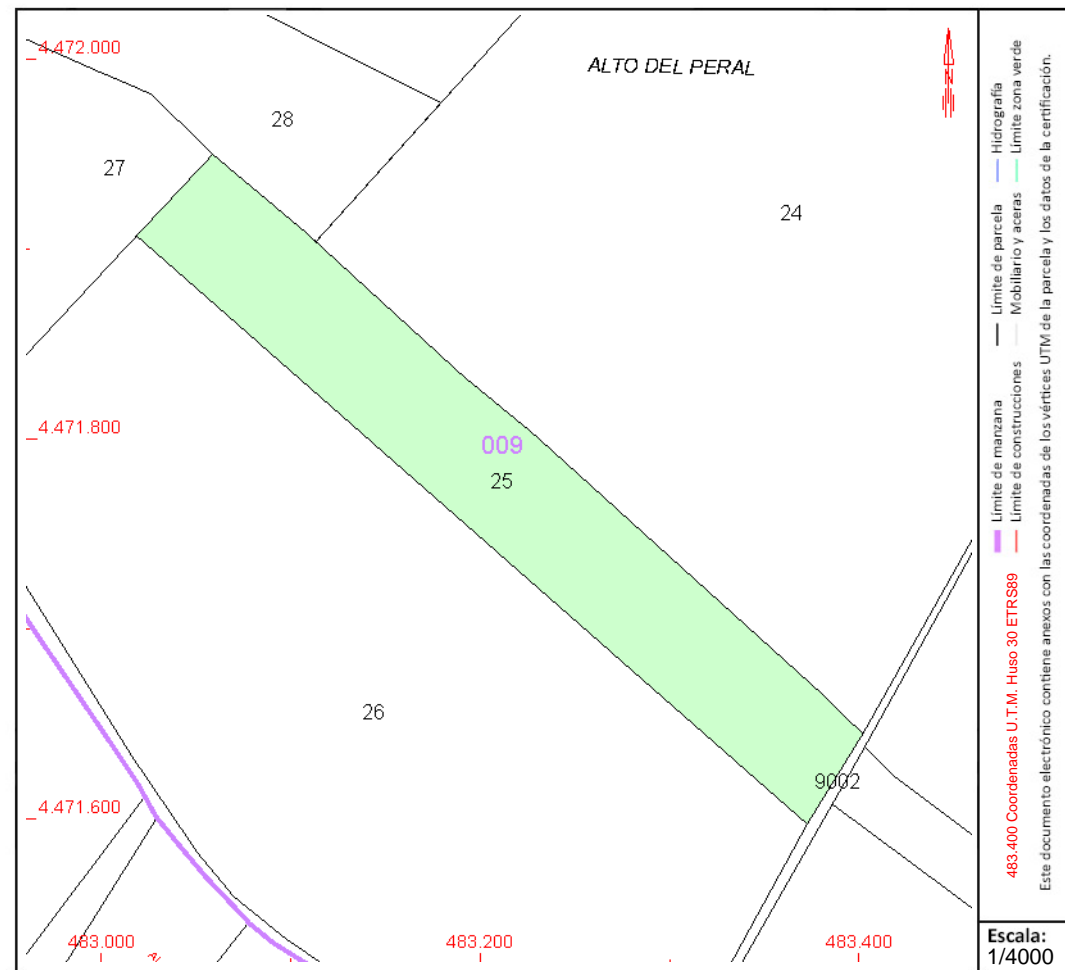 4.472.000
ALTO DEL PERAL
28
27
24
4.471.800
009
25
26
9002
4.471.600
483.000
483.200
483.400
Límite de manzana
Límite de parcela
Hidrografía
Límite de construcciones
Mobiliario y aceras
Límite zona verde
483.400 Coordenadas U.T.M. Huso 30 ETRS89
Este documento electrónico contiene anexos con las coordenadas de los vértices UTM de la parcela y los datos de la certificación.
Escala:
1/4000